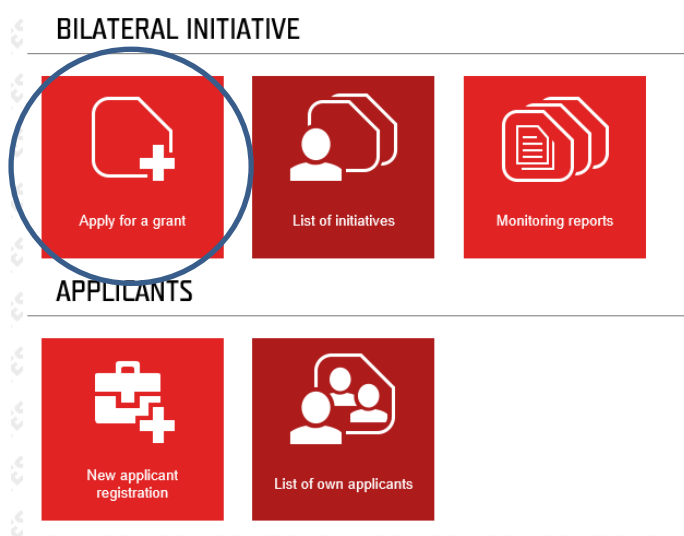 BILATERAL INITIATIVE
Apply for a grant
List of initiatives
Monitoring reports
APPLICANTS
New applicant
registration
List of own applicants